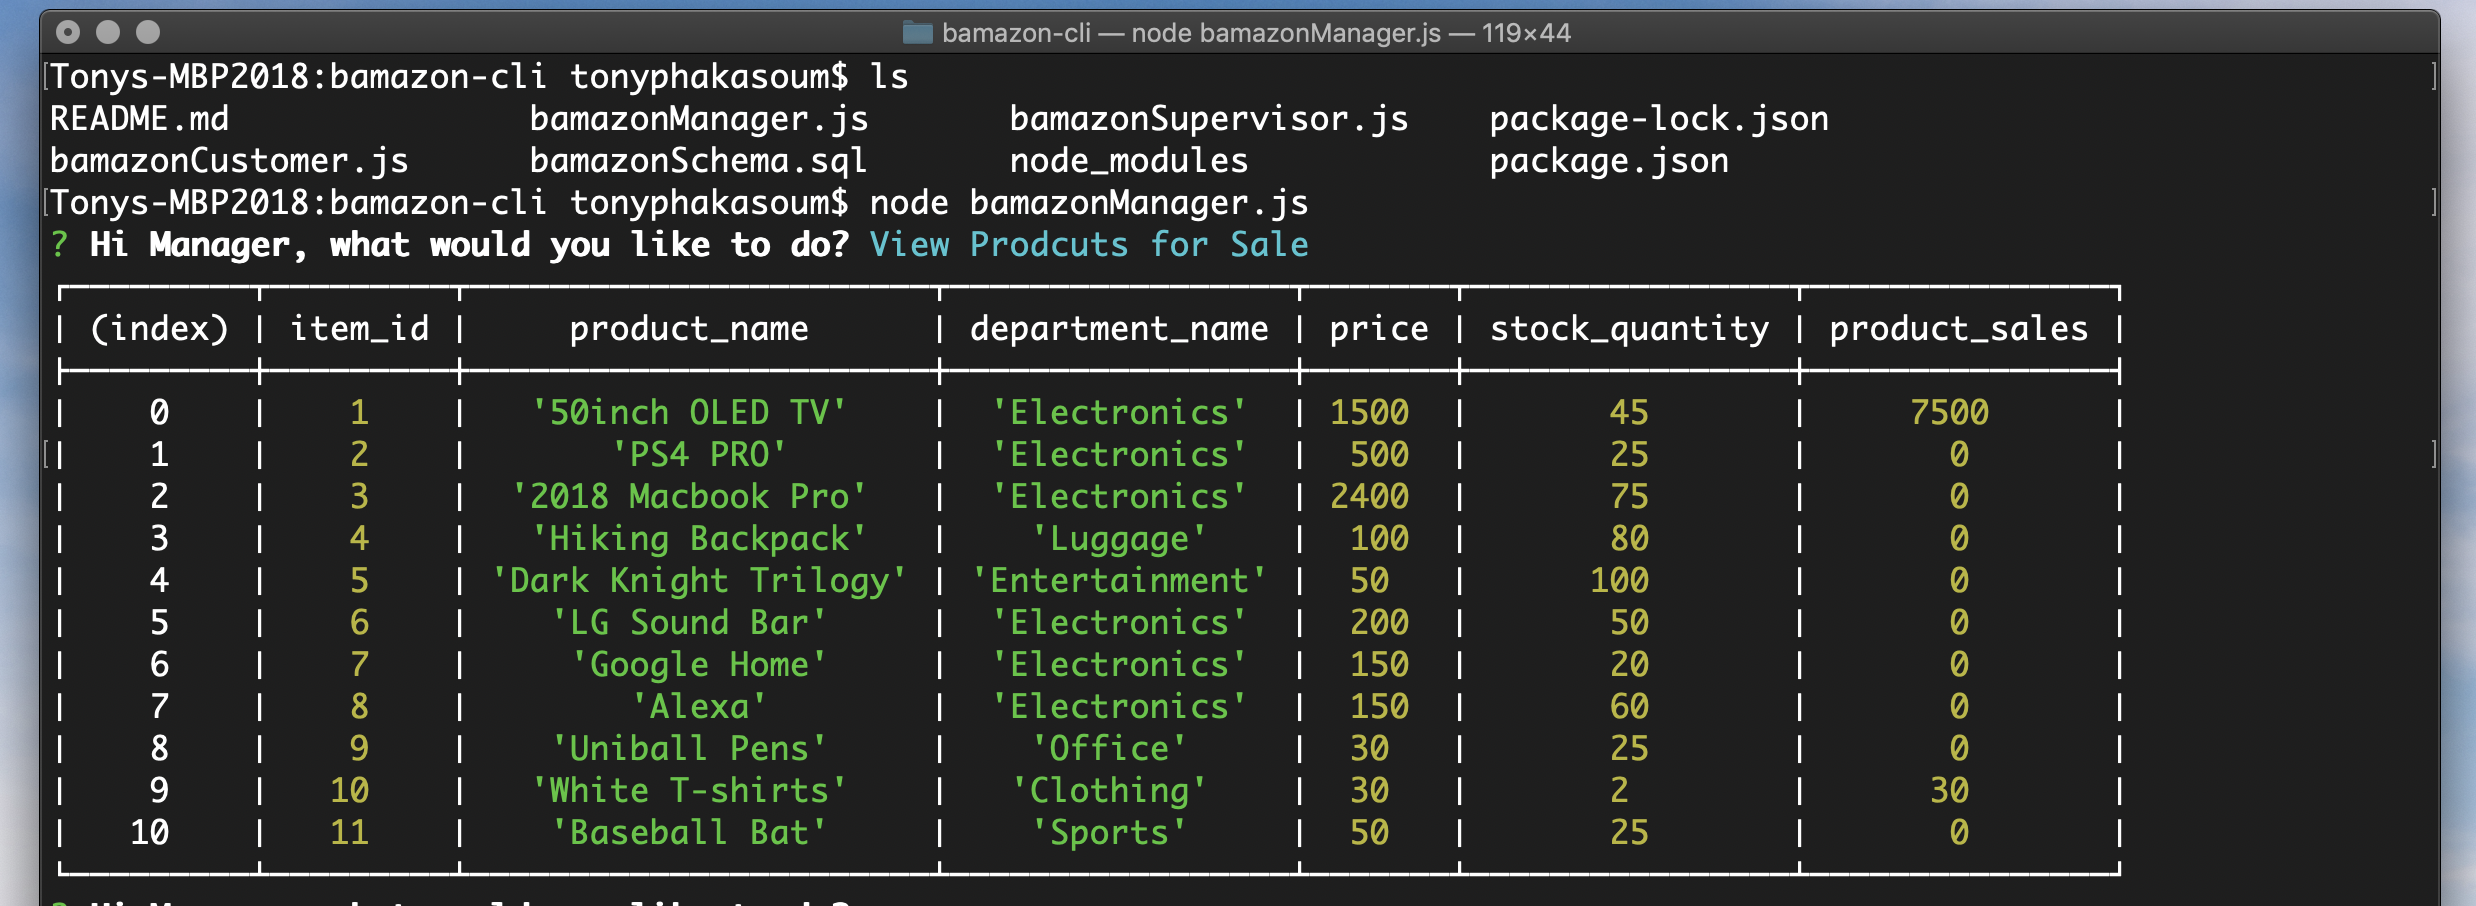 bamazon-cli — node bamazonManager.js — 119×44
Tonys-MBP2018:bamazon-cli tonyphakasoum$ ls
README.md bamazonManager.js bamazonSupervisor.js package-lock.json
bamazonCustomer.js bamazonSchema.sql node_modules package.json
Tonys-MBP2018:bamazon-cli tonyphakasoum$ node bamazonManager.js
? Hi Manager, what would you like to do? View Prodcuts for Sale
(index) item_id product_name department_name price stock_quantity product_sales
0 1 '50inch OLED TV' 'Electronics' 1500 45 7500
1 2 'PS4 PRO' 'Electronics' 500 25 0
2 3 '2018 Macbook Pro' 'Electronics' 2400 75 0
3 4 'Hiking Backpack' 'Luggage' 100 80 0
4 5 'Dark Knight Trilogy' 'Entertainment' 50 100 0
5 6 'LG Sound Bar' 'Electronics' 200 50 0
6 7 'Google Home' 'Electronics' 150 20 0
7 8 'Alexa' 'Electronics' 150 60 0
8 9 'Uniball Pens' 'Office' 30 25 0
9 10 'White T-shirts' 'Clothing' 30 2 30
10 11 'Baseball Bat' 'Sports' 50 25 0